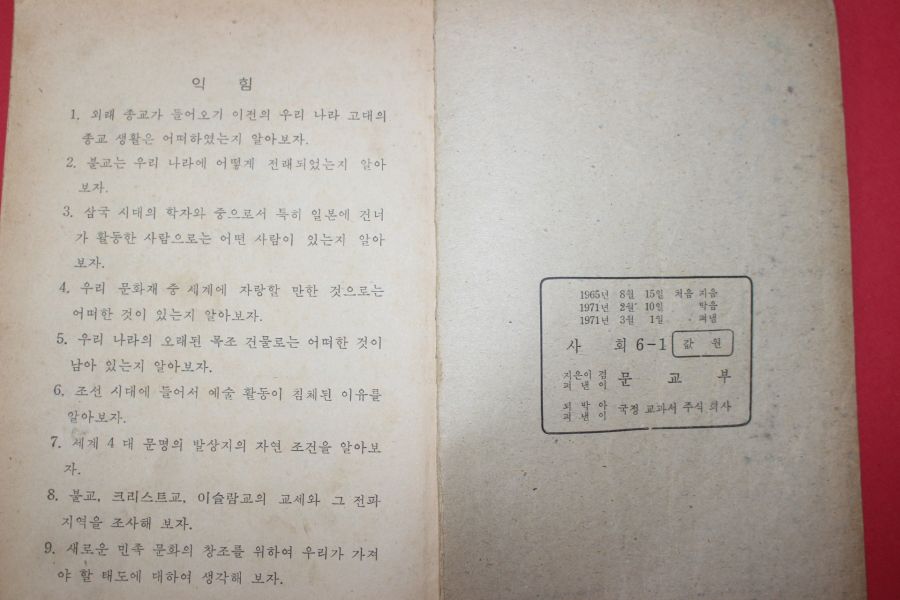 익 힘
1. 외래 종교가 들어오기 이전의 우리 나라 고대의
종교 생활은 어떠하였는지 알아보자.
2. 불교는 우리 나라에 어떻게 전래되었는지 알아
보자.
3. 삼국 시대의 학자와 중으로서 특히 일본에 건너
가 활동한 사람으로는 어떤 사람이 있는지 알아
보자.
4. 우리 문화재 중 세계에 자랑할 만한 것으로는
어떠한 것이 있는지 알아보자.
5. 우리 나라의 오래된 목조 건물로는 어떠한 것이
남아 있는지 알아보자.
6. 조선 시대에 들어서 예술 활동이 침체된 이유를
알아보자.
7. 세계 4 대 문명의 발상지의 자연 조건을 알아보
자.
8. 불교, 크리스트교, 이슬람교의 교세와 그 전파
지역을 조사해 보자.
9. 새로운 민족 문화의 창조를 위하여 우리가 가져
야 할 태도에 대하여 생각해 보자.
1965년 8월 15일 처음 지음
1971년 2월 10일 박음
1971년 3월 1일 펴냄
사 회 6-1 값 원
지은이 겸
펴 낸 이 문 교 부
되 박 아
펴 낸 이 국정 교과서 주식 회사